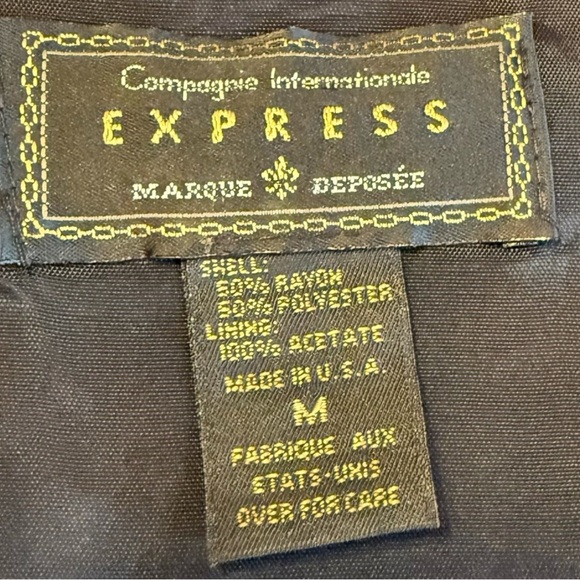 Compagnie Internationale
EXPRESS
MARQUE DEPOSÉE
SHELL:
50% RAYON
50% POLYESTER
LINING:
100% ACETATE
MADE IN U.S.A.
M
FABRIQUE AUX
ETATS-UNIS
OVER FOR CARE